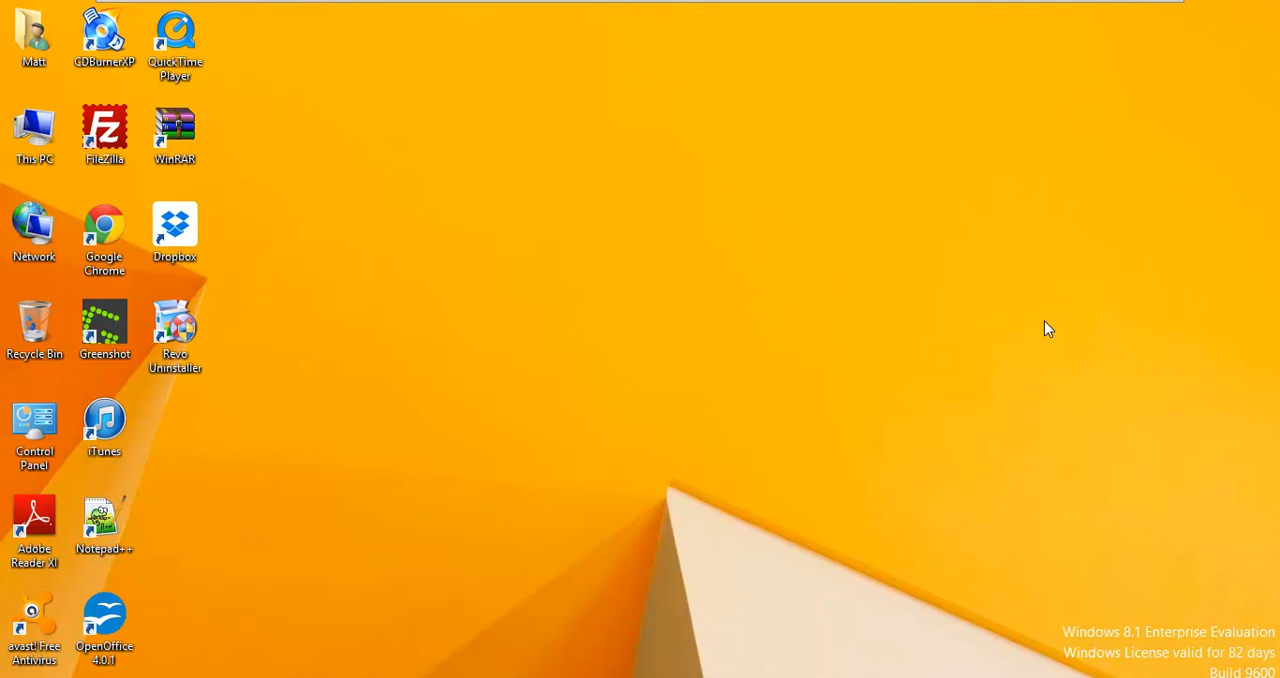 Matt
CDBurnerXP
QuickTime
Player
This PC
FileZilla
WinRAR
Network
Google
Chrome
Dropbox
Recycle Bin
Greenshot
Revo
Uninstaller
Control
Panel
iTunes
Adobe
Reader XI
Notepad++
avast! Free
Antivirus
OpenOffice
4.0.1
Windows 8.1 Enterprise Evaluation
Windows License valid for 82 days
Build 9600